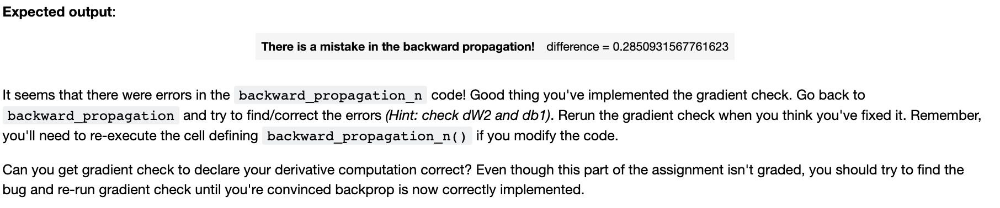 Expected output:
There is a mistake in the backward propagation! difference = 0.2850931567761623
It seems that there were errors in the backward_propagation_n code! Good thing you've implemented the gradient check. Go back to
backward_propagation and try to find/correct the errors (Hint: check dW2 and db1). Rerun the gradient check when you think you've fixed it. Remember,
you'll need to re-execute the cell defining backward_propagation_n() if you modify the code.
Can you get gradient check to declare your derivative computation correct? Even though this part of the assignment isn't graded, you should try to find the
bug and re-run gradient check until you're convinced backprop is now correctly implemented.